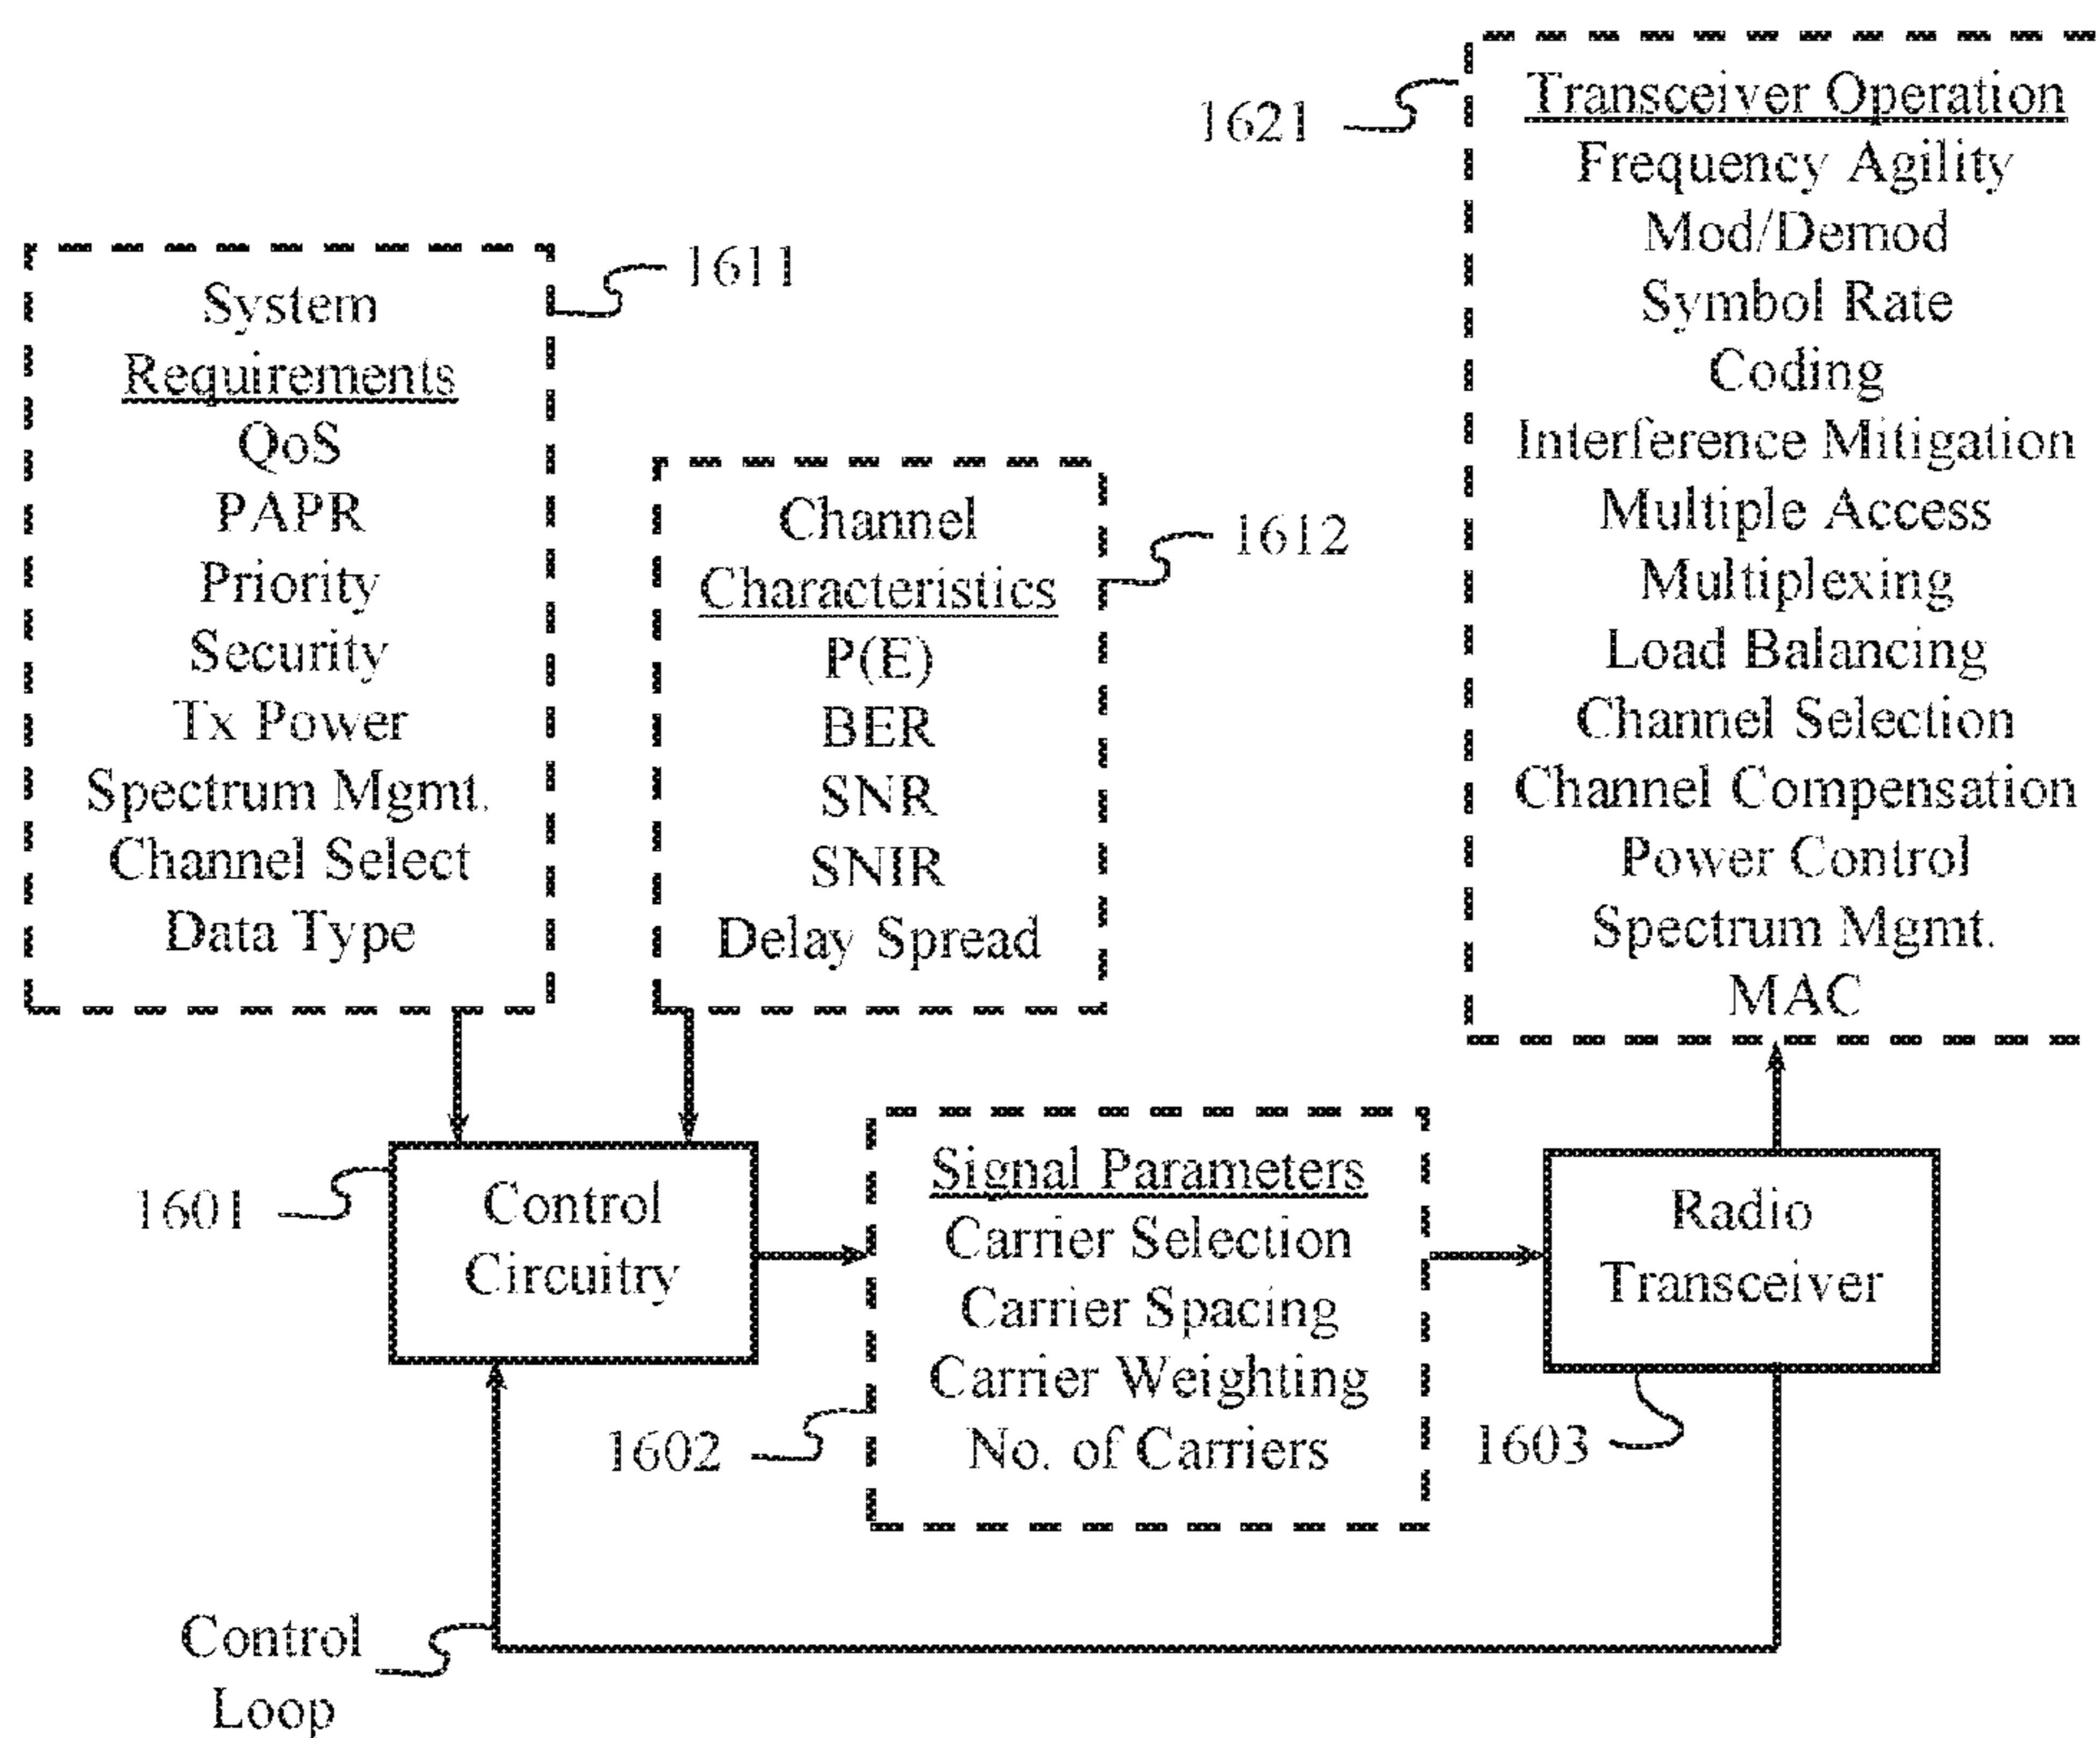 1621
Transceiver Operation
Frequency Agility
Mod/Demod
Symbol Rate
Coding
Interference Mitigation
Multiple Access
Multiplexing
Load Balancing
Channel Selection
Channel Compensation
Power Control
Spectrum Mgmt.
MAC
1611
System
Requirements
QoS
PAPR
Priority
Security
Tx Power
Spectrum Mgmt.
Channel Select
Data Type
1612
Channel
Characteristics
P(E)
BER
SNR
SNIR
Delay Spread
1601
Control
Circuitry
Signal Parameters
Carrier Selection
Carrier Spacing
Carrier Weighting
No. of Carriers
1602
Radio
Transceiver
1603
Control
Loop